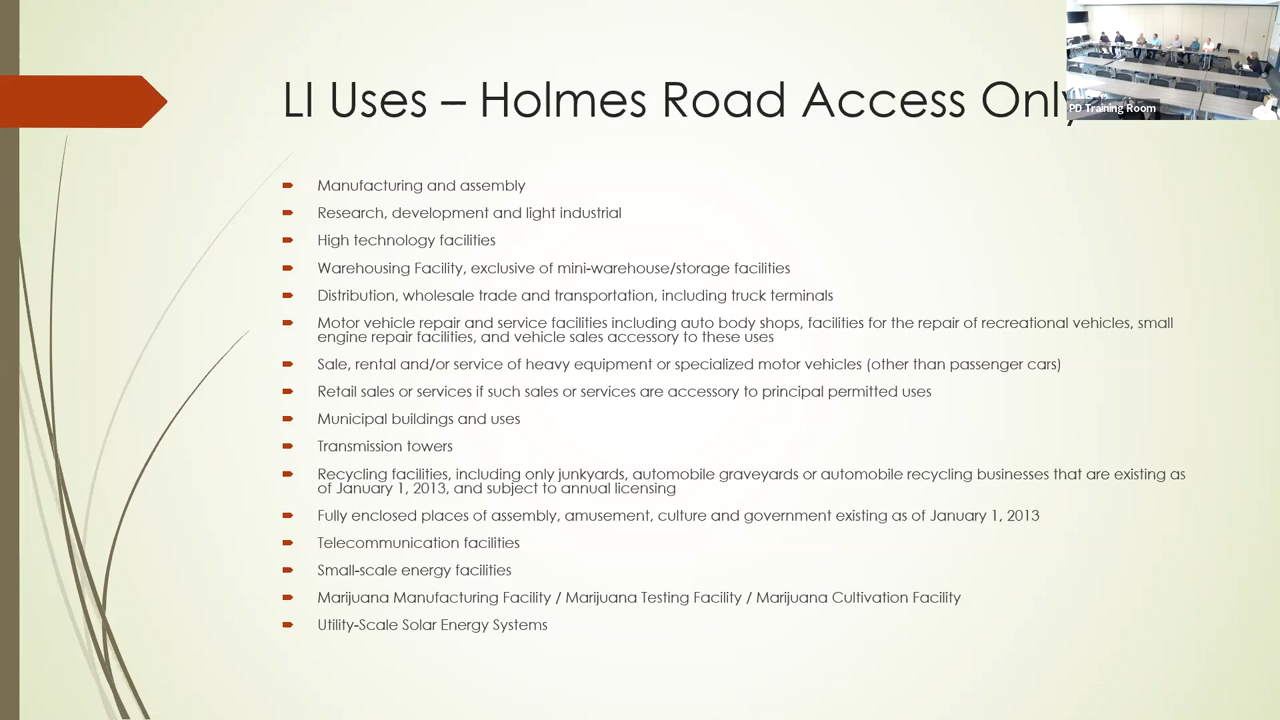 LI Uses – Holmes Road Access Only
PD Training Room
Manufacturing and assembly
Research, development and light industrial
High technology facilities
Warehousing Facility, exclusive of mini-warehouse/storage facilities
Distribution, wholesale trade and transportation, including truck terminals
Motor vehicle repair and service facilities including auto body shops, facilities for the repair of recreational vehicles, small
engine repair facilities, and vehicle sales accessory to these uses
Sale, rental and/or service of heavy equipment or specialized motor vehicles (other than passenger cars)
Retail sales or services if such sales or services are accessory to principal permitted uses
Municipal buildings and uses
Transmission towers
Recycling facilities, including only junkyards, automobile graveyards or automobile recycling businesses that are existing as
of January 1, 2013, and subject to annual licensing
Fully enclosed places of assembly, amusement, culture and government existing as of January 1, 2013
Telecommunication facilities
Small-scale energy facilities
Marijuana Manufacturing Facility / Marijuana Testing Facility / Marijuana Cultivation Facility
Utility-Scale Solar Energy Systems